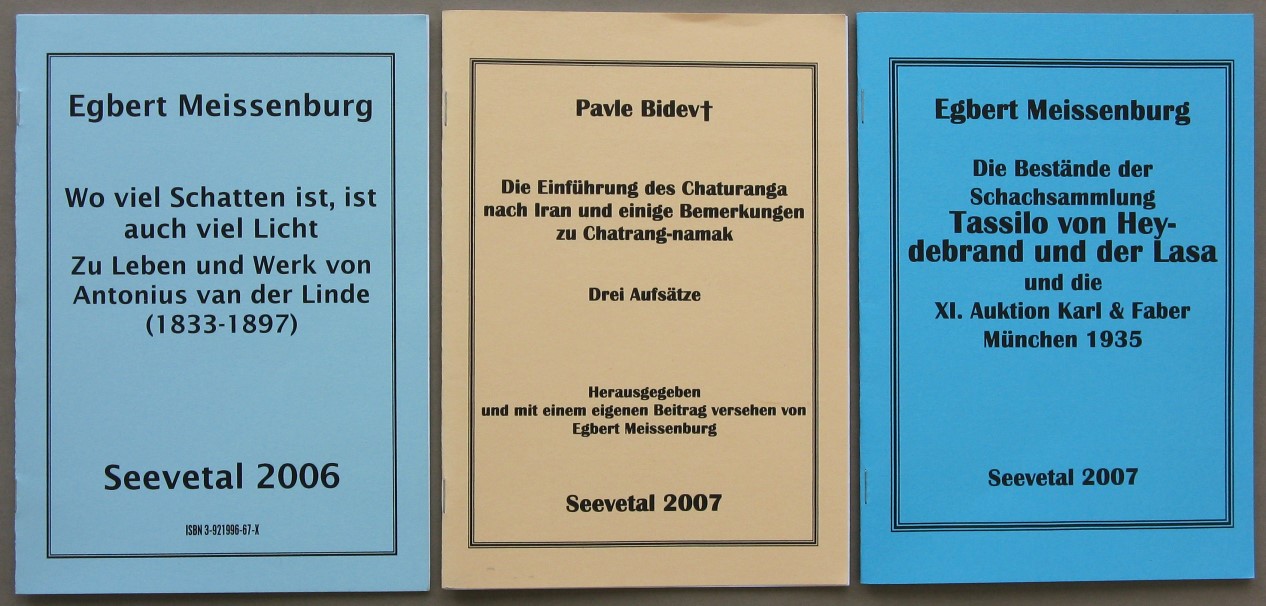 Egbert Meissenburg
Wo viel Schatten ist, ist
auch viel Licht
Zu Leben und Werk von
Antonius van der Linde
(1833-1897)
Seevetal 2006
ISBN 3-921996-67-X
Pavle Bidev†
Die Einführung des Chaturanga
nach Iran und einige Bemerkungen
zu Chatrang-namak
Drei Aufsätze
Herausgegeben
und mit einem eigenen Beitrag versehen von
Egbert Meissenburg
Seevetal 2007
Egbert Meissenburg
Die Bestände der
Schachsammlung
Tassilo von Hey-
debrand und der Lasa
und die
XI. Auktion Karl & Faber
München 1935
Seevetal 2007